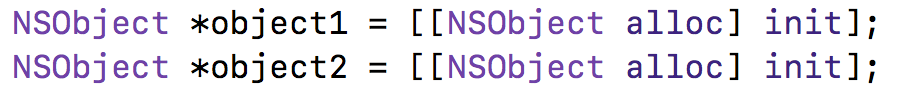 NSObject *object1 = [[NSObject alloc] init];
NSObject *object2 = [[NSObject alloc] init];